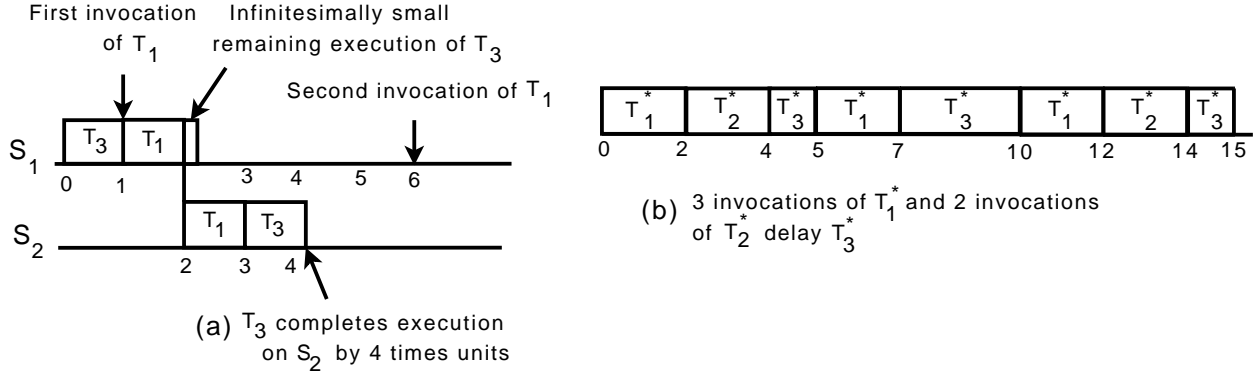 First invocation
of T1
Infinitesimally small
remaining execution of T3
Second invocation of T1
S1
T3 T1
0 1 3 4 5 6
S2
T1 T3
2 3 4
(a) T3 completes execution
on S2 by 4 times units
T1* T2* T3* T1* T3* T1* T2* T3*
0 2 4 5 7 10 12 14 15
(b) 3 invocations of T1* and 2 invocations
of T2* delay T3*